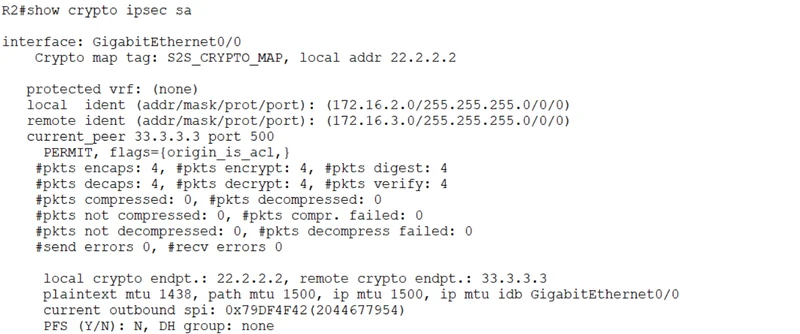 R2#show crypto ipsec sa
interface: GigabitEthernet0/0
Crypto map tag: S2S_CRYPTO_MAP, local addr 22.2.2.2
protected vrf: (none)
local ident (addr/mask/prot/port): (172.16.2.0/255.255.255.0/0/0)
remote ident (addr/mask/prot/port): (172.16.3.0/255.255.255.0/0/0)
current_peer 33.3.3.3 port 500
PERMIT, flags={origin_is_acl,}
#pkts encaps: 4, #pkts encrypt: 4, #pkts digest: 4
#pkts decaps: 4, #pkts decrypt: 4, #pkts verify: 4
#pkts compressed: 0, #pkts decompressed: 0
#pkts not compressed: 0, #pkts compr. failed: 0
#pkts not decompressed: 0, #pkts decompress failed: 0
#send errors 0, #recv errors 0
local crypto endpt.: 22.2.2.2, remote crypto endpt.: 33.3.3.3
plaintext mtu 1438, path mtu 1500, ip mtu 1500, ip mtu idb GigabitEthernet0/0
current outbound spi: 0x79DF4F42(2044677954)
PFS (Y/N): N, DH group: none